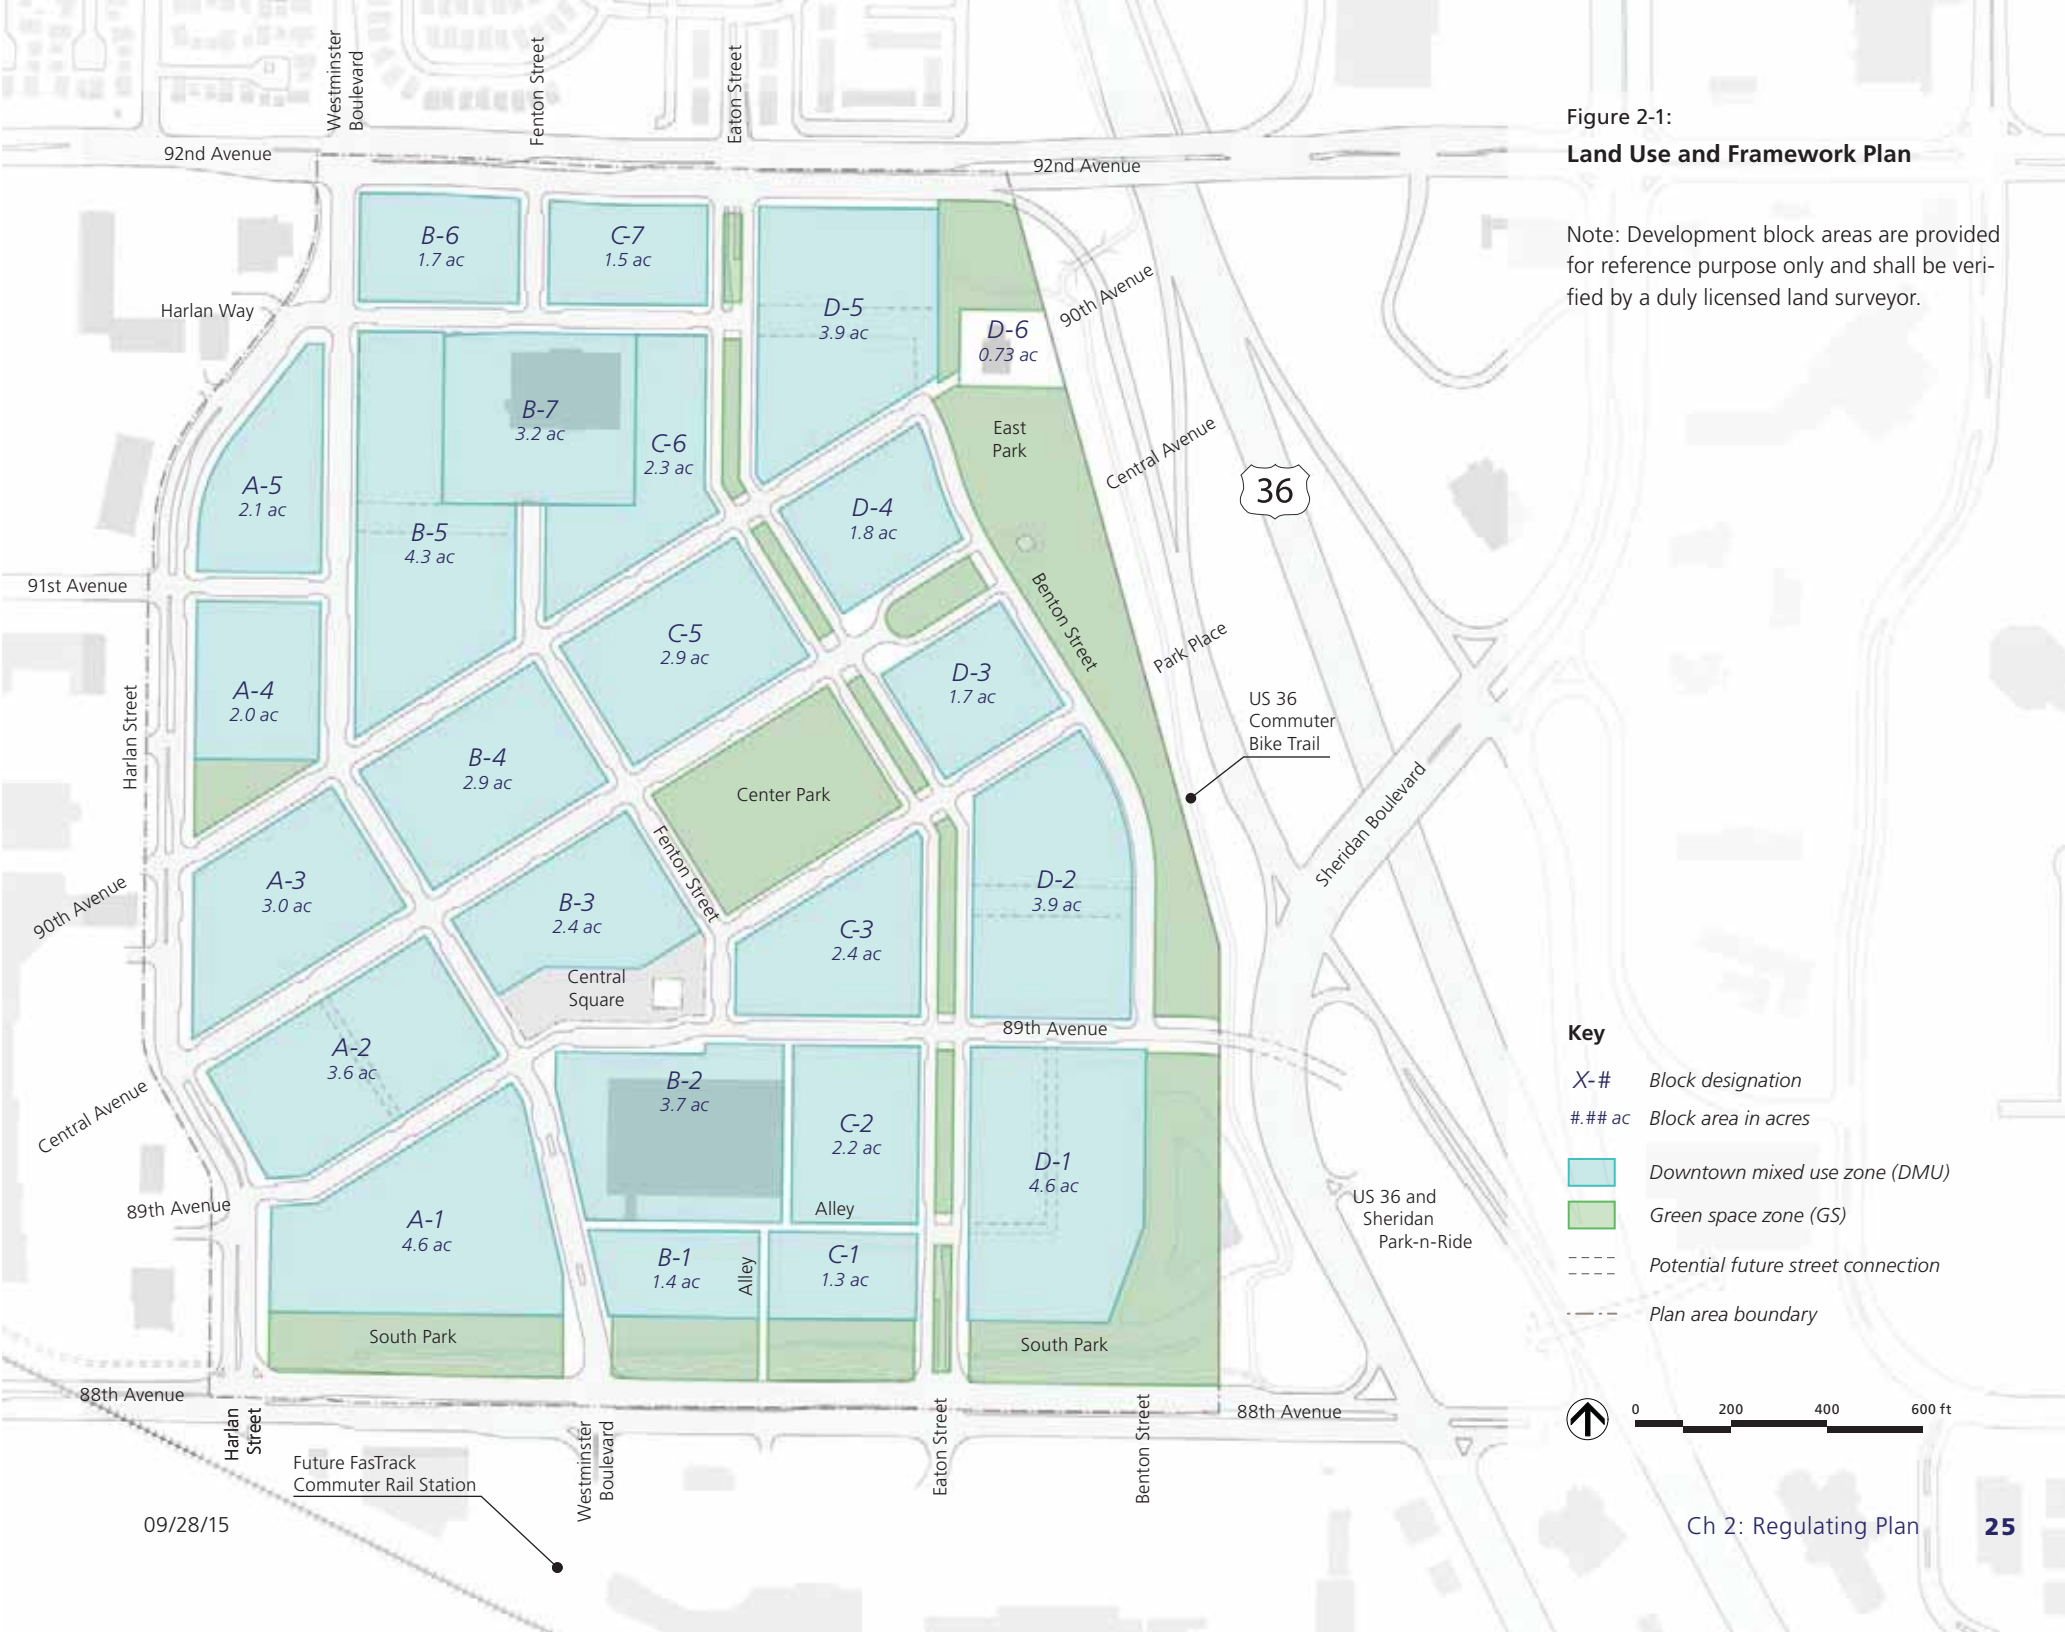 Westminster
Boulevard
Fenton Street
Eaton Street
92nd Avenue
92nd Avenue
Figure 2-1:
Land Use and Framework Plan
Note: Development block areas are provided
for reference purpose only and shall be veri-
fied by a duly licensed land surveyor.
B-6
1.7 ac
C-7
1.5 ac
D-5
3.9 ac
Harlan Way
90th Avenue
D-6
0.73 ac
B-7
3.2 ac
C-6
2.3 ac
East
Park
Central Avenue
36
A-5
2.1 ac
B-5
4.3 ac
D-4
1.8 ac
91st Avenue
Benton Street
C-5
2.9 ac
Park Place
A-4
2.0 ac
D-3
1.7 ac
Harlan Street
US 36
Commuter
Bike Trail
B-4
2.9 ac
Center Park
Sheridan Boulevard
Fenton Street
A-3
3.0 ac
90th Avenue
B-3
2.4 ac
D-2
3.9 ac
C-3
2.4 ac
Central
Square
89th Avenue
A-2
3.6 ac
Central Avenue
B-2
3.7 ac
C-2
2.2 ac
D-1
4.6 ac
89th Avenue
A-1
4.6 ac
Alley
US 36 and
Sheridan
Park-n-Ride
B-1
1.4 ac
Alley
C-1
1.3 ac
South Park
South Park
88th Avenue
88th Avenue
Harlan
Street
Westminster
Boulevard
Eaton Street
Benton Street
Future FasTrack
Commuter Rail Station
Key
X-# Block designation
#.## ac Block area in acres
Downtown mixed use zone (DMU)
Green space zone (GS)
Potential future street connection
Plan area boundary
0 200 400 600 ft
09/28/15
Ch 2: Regulating Plan 25